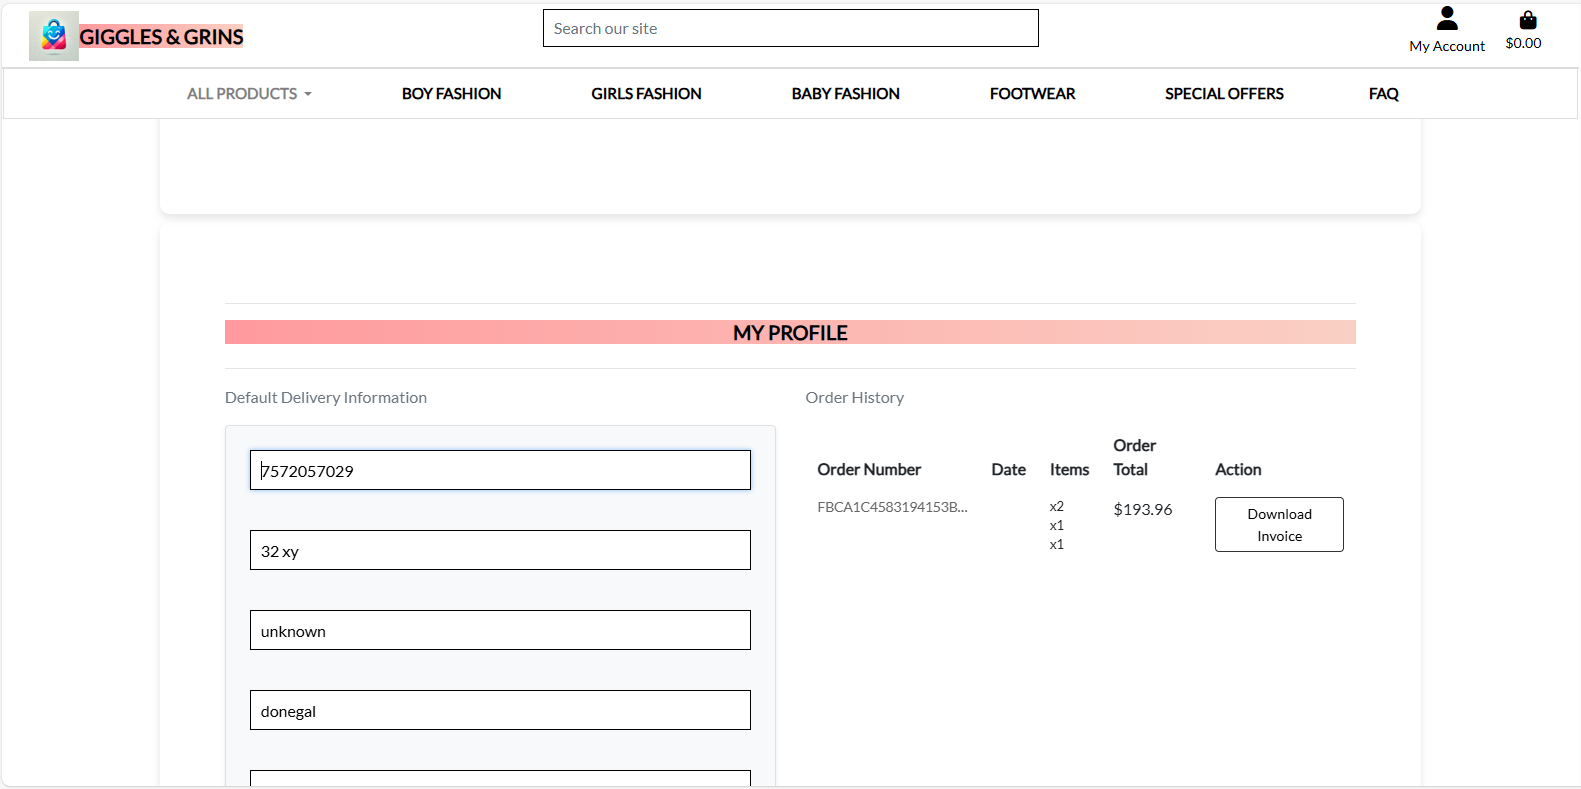 GIGGLES & GRINS
Search our site
My Account
$0.00
ALL PRODUCTS
BOY FASHION
GIRLS FASHION
BABY FASHION
FOOTWEAR
SPECIAL OFFERS
FAQ
MY PROFILE
Default Delivery Information
7572057029
32 xy
unknown
donegal
Order History
Order Number
Date
Items
Order
Total
Action
FBCA1C4583194153B...
x2
x1
x1
$193.96
Download
Invoice